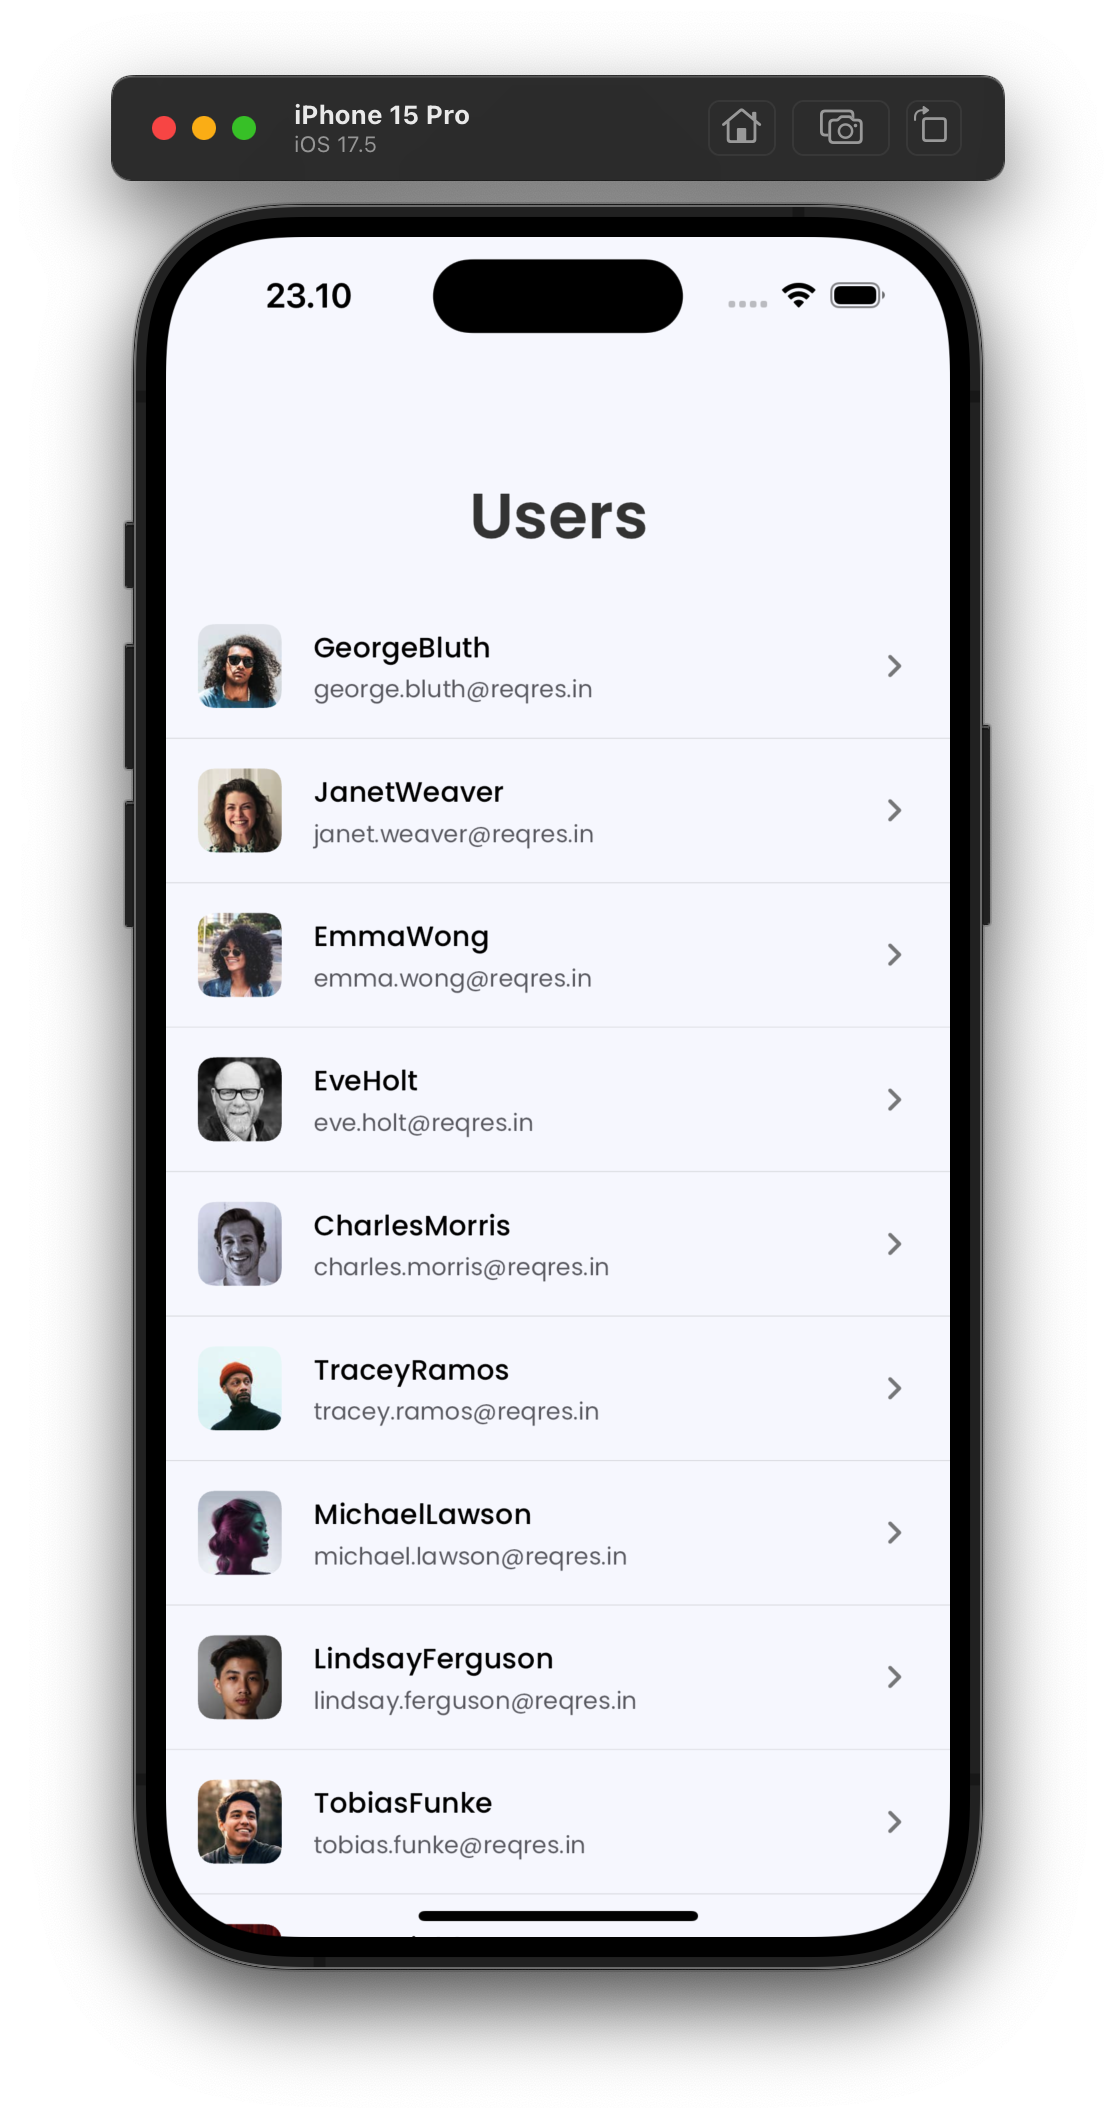 iPhone 15 Pro
iOS 17.5
23.10
Users
GeorgeBluth
george.bluth@reqres.in
JanetWeaver
janet.weaver@reqres.in
EmmaWong
emma.wong@reqres.in
EveHolt
eve.holt@reqres.in
CharlesMorris
charles.morris@reqres.in
TraceyRamos
tracey.ramos@reqres.in
MichaelLawson
michael.lawson@reqres.in
LindsayFerguson
lindsay.ferguson@reqres.in
TobiasFunke
tobias.funke@reqres.in